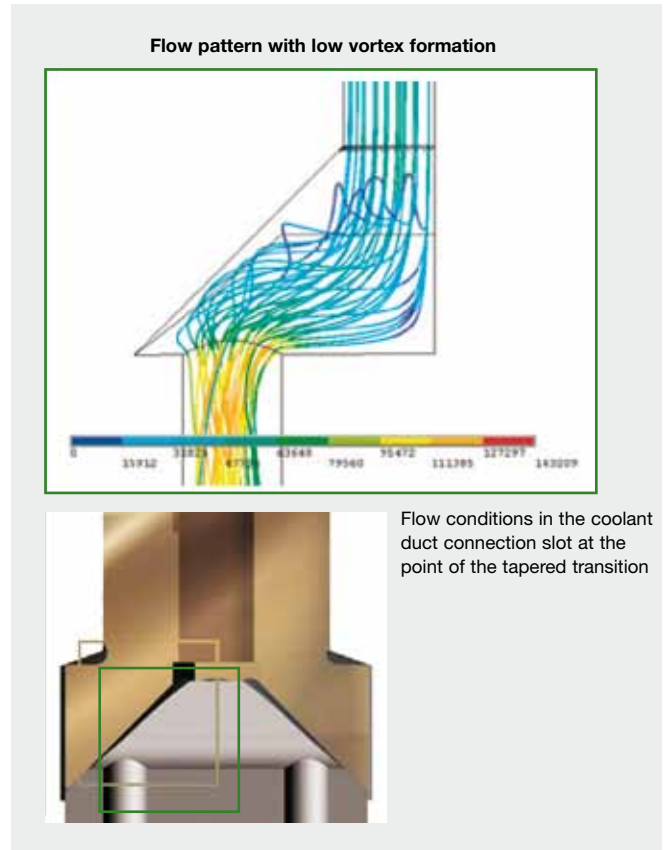 Flow pattern with low vortex formation
0 31825 63648 95472 127297
15912 79560 111385 143209
Flow conditions in the coolant
duct connection slot at the
point of the tapered transition